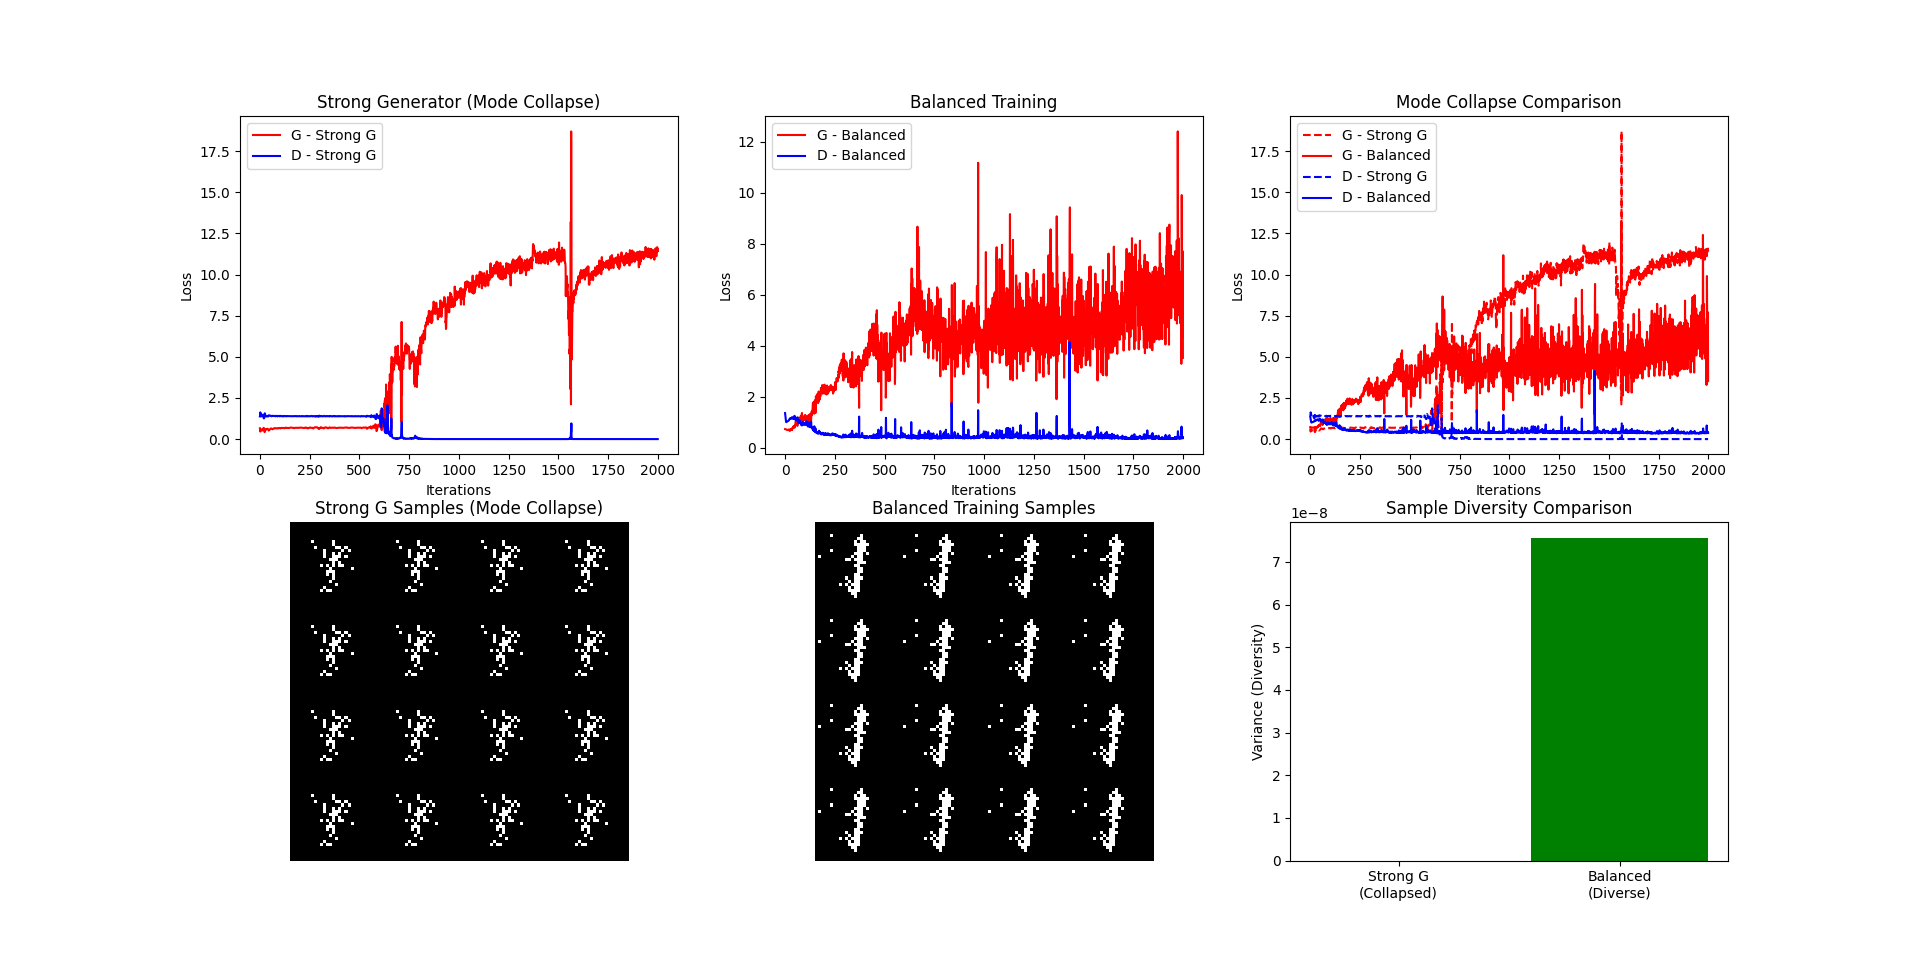 Strong Generator (Mode Collapse)
G - Strong G
D - Strong G
17.5
15.0
12.5
10.0
7.5
5.0
2.5
0.0
Loss
0 250 500 750 1000 1250 1500 1750 2000
Iterations
Balanced Training
G - Balanced
D - Balanced
12
10
8
6
4
2
0
Loss
0 250 500 750 1000 1250 1500 1750 2000
Iterations
Mode Collapse Comparison
G - Strong G
G - Balanced
D - Strong G
D - Balanced
17.5
15.0
12.5
10.0
7.5
5.0
2.5
0.0
Loss
0 250 500 750 1000 1250 1500 1750 2000
Iterations
Strong G Samples (Mode Collapse)
Balanced Training Samples
Sample Diversity Comparison
1e−8
7
6
5
4
3
2
1
0
Variance (Diversity)
Strong G
(Collapsed)
Balanced
(Diverse)